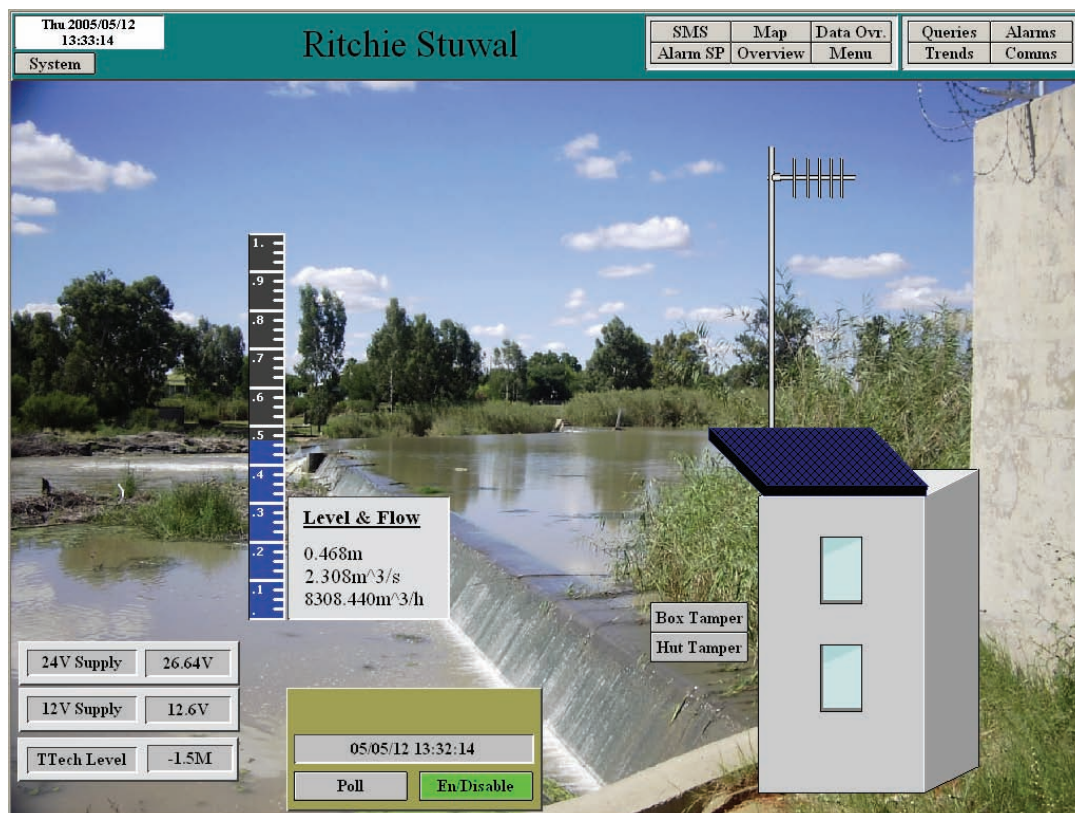 Thu 2005/05/12
13:33:14
System
Ritchie Stuwal
SMS Map Data Ovr.
Alarm SP Overview Menu
Queries Alarms
Trends Comms
1.
.9
.8
.7
.6
.5
.4
.3
.2
.1
.
Level & Flow
0.468m
2.308m^3/s
8308.440m^3/h
Box Tamper
Hut Tamper
24V Supply 26.64V
12V Supply 12.6V
TTech Level -1.5M
05/05/12 13:32:14
Poll En/Disable